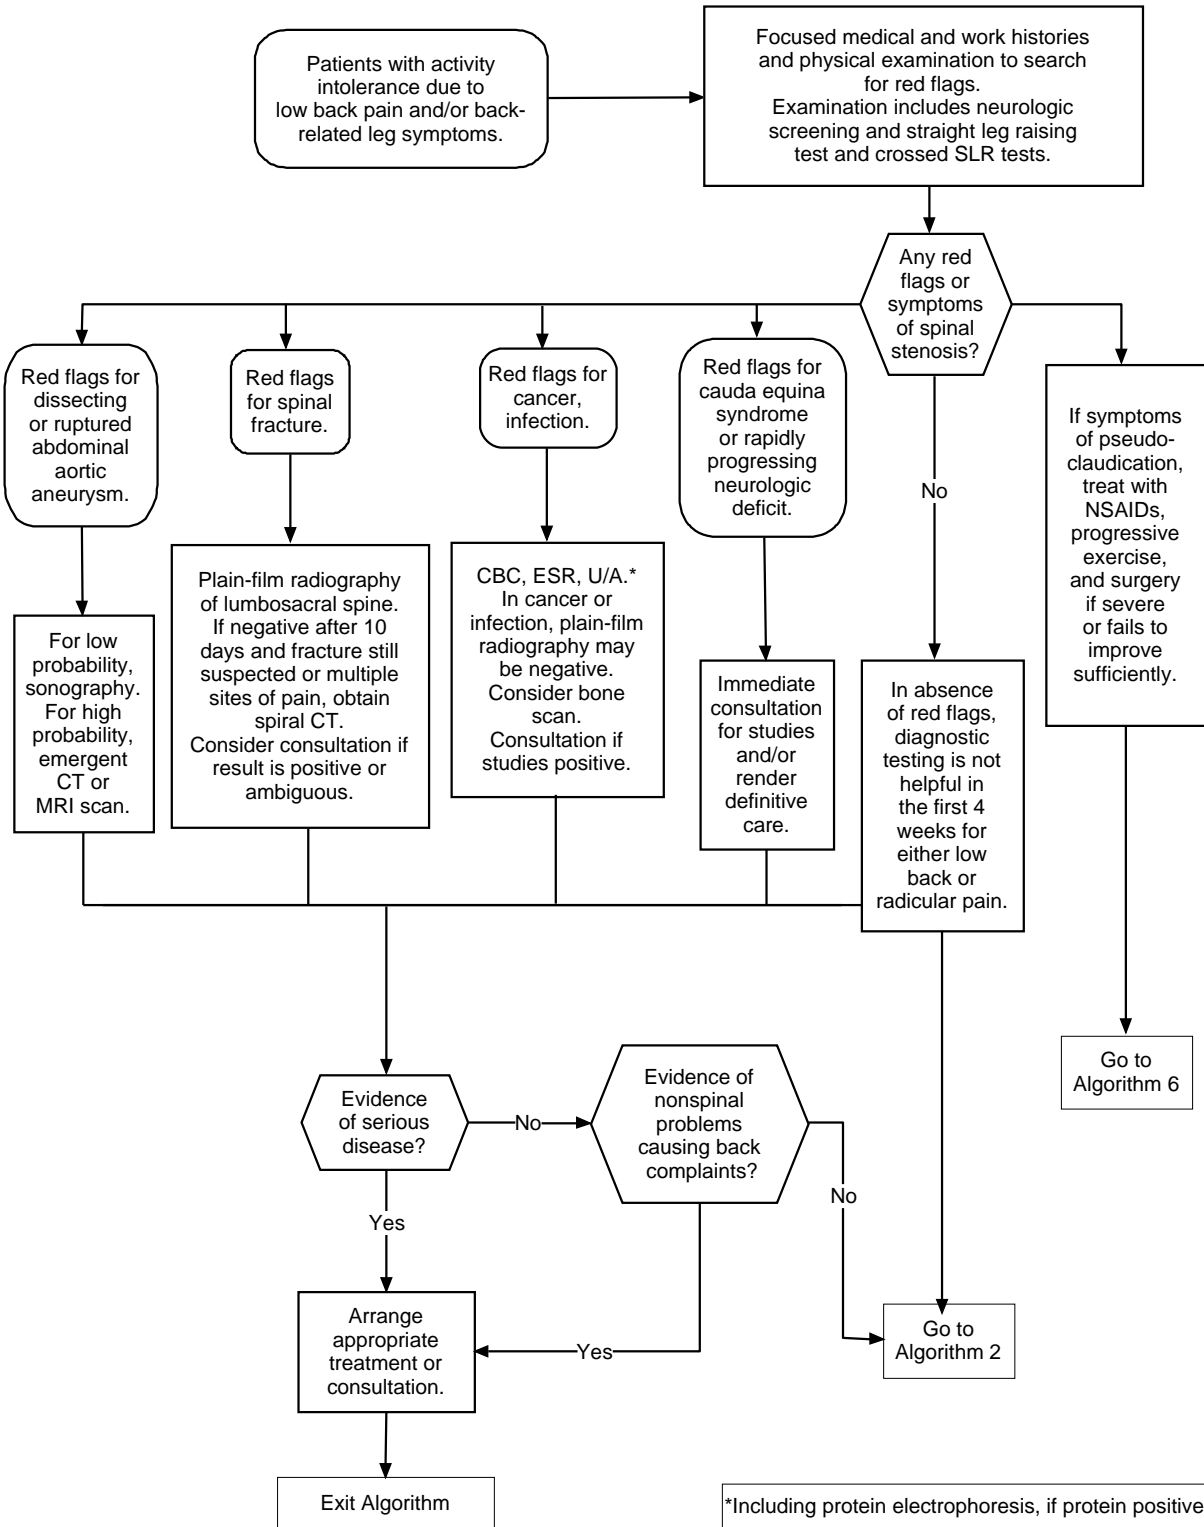 Patients with activity
intolerance due to
low back pain and/or back-
related leg symptoms.
Focused medical and work histories
and physical examination to search
for red flags.
Examination includes neurologic
screening and straight leg raising
test and crossed SLR tests.
Any red
flags or
symptoms
of spinal
stenosis?
Red flags for
dissecting
or ruptured
abdominal
aortic
aneurysm.
Red flags
for spinal
fracture.
Red flags for
cancer,
infection.
Red flags for
cauda equina
syndrome
or rapidly
progressing
neurologic
deficit.
No
If symptoms
of pseudo-
claudication,
treat with
NSAIDs,
progressive
exercise,
and surgery
if severe
or fails to
improve
sufficiently.
For low
probability,
sonography.
For high
probability,
emergent
CT or
MRI scan.
Plain-film radiography
of lumbosacral spine.
If negative after 10
days and fracture still
suspected or multiple
sites of pain, obtain
spiral CT.
Consider consultation if
result is positive or
ambiguous.
CBC, ESR, U/A.*
In cancer or
infection, plain-film
radiography may
be negative.
Consider bone
scan.
Consultation if
studies positive.
Immediate
consultation
for studies
and/or
render
definitive
care.
In absence
of red flags,
diagnostic
testing is not
helpful in
the first 4
weeks for
either low
back or
radicular pain.
Go to
Algorithm 6
Evidence
of serious
disease?
No
Evidence of
nonspinal
problems
causing back
complaints?
No
Yes
Arrange
appropriate
treatment or
consultation.
Yes
Go to
Algorithm 2
Exit Algorithm
*Including protein electrophoresis, if protein positive